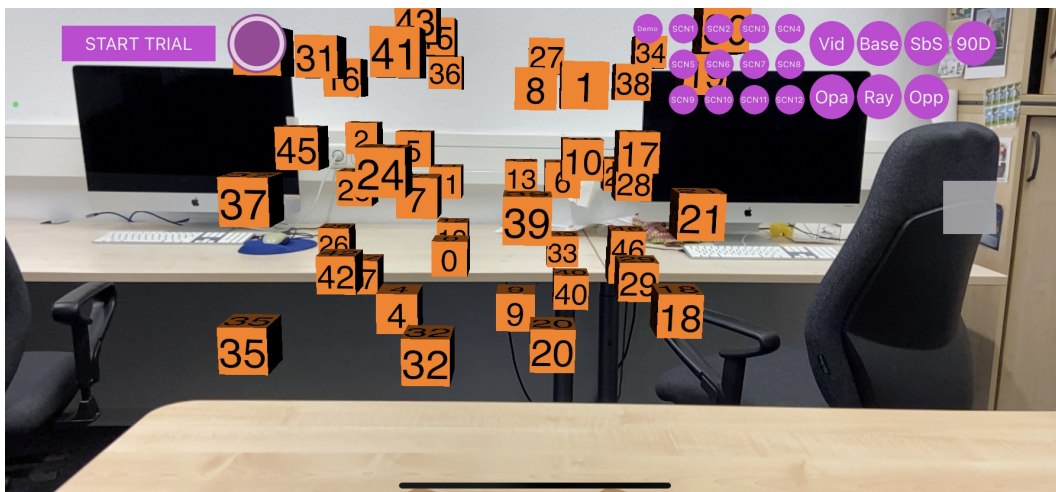 START TRIAL
Demo SCN1 SCN2 SCN3 SCN4
SCN5 SCN6 SCN7 SCN8
SCN9 SCN10 SCN11 SCN12
Vid Base SbS 90D
Opa Ray Opp
43
31 41
16 36
27 34
8 1 38
19
45 2 5
24
37 7
13 10 17
6 28
39 21
26 0
42
33 46
40 29
4 9 18
35 32 20